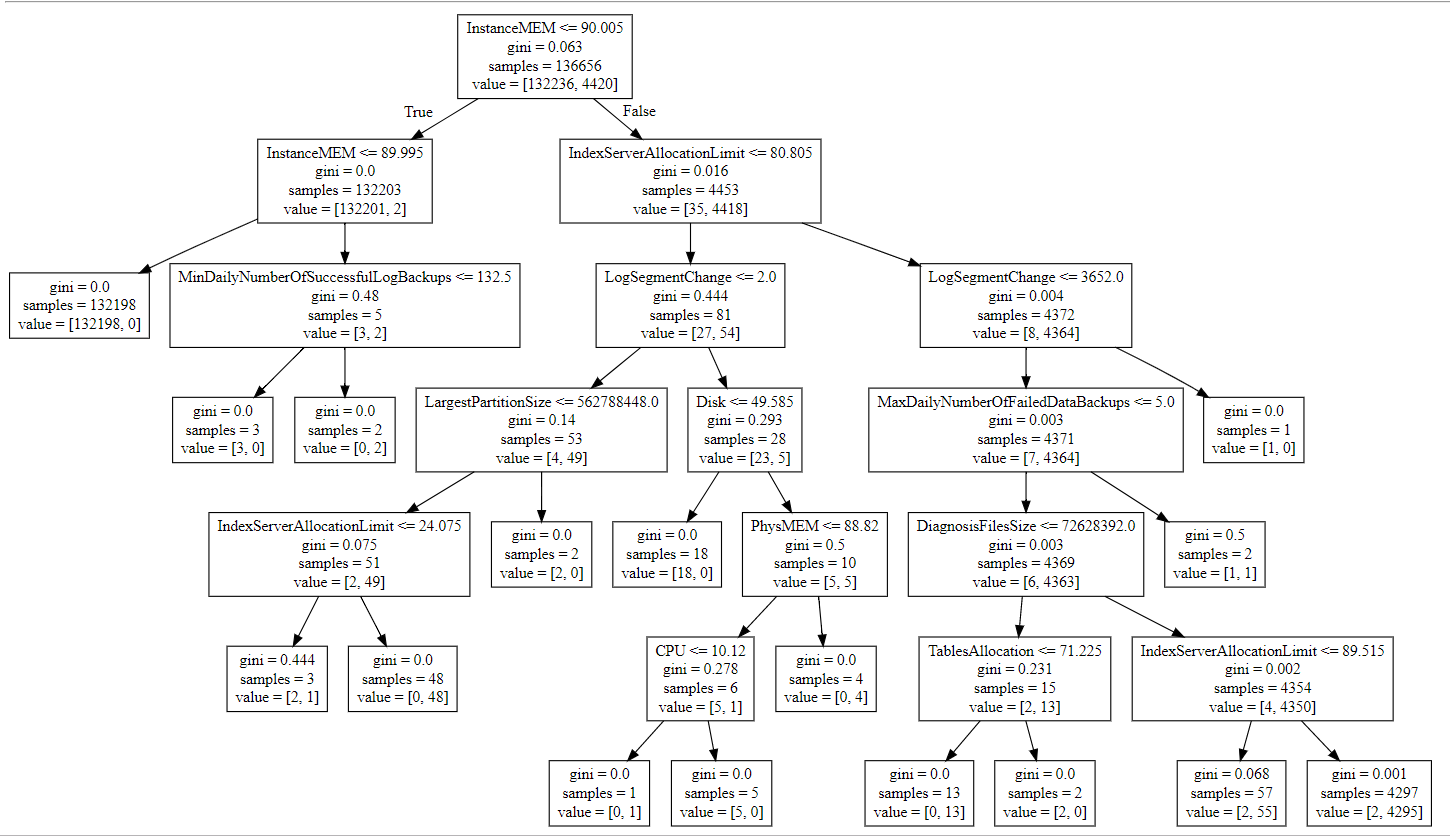 InstanceMEM <= 90.005
gini = 0.063
samples = 136656
value = [132236, 4420]
True
False
InstanceMEM <= 89.995
gini = 0.0
samples = 132203
value = [132201, 2]
IndexServerAllocationLimit <= 80.805
gini = 0.016
samples = 4453
value = [35, 4418]
gini = 0.0
samples = 132198
value = [132198, 0]
MinDailyNumberOfSuccessfulLogBackups <= 132.5
gini = 0.48
samples = 5
value = [3, 2]
LogSegmentChange <= 2.0
gini = 0.444
samples = 81
value = [27, 54]
LogSegmentChange <= 3652.0
gini = 0.004
samples = 4372
value = [8, 4364]
gini = 0.0
samples = 3
value = [3, 0]
gini = 0.0
samples = 2
value = [0, 2]
LargestPartitionSize <= 562788448.0
gini = 0.14
samples = 53
value = [4, 49]
Disk <= 49.585
gini = 0.293
samples = 28
value = [23, 5]
MaxDailyNumberOfFailedDataBackups <= 5.0
gini = 0.003
samples = 4371
value = [7, 4364]
gini = 0.0
samples = 1
value = [1, 0]
IndexServerAllocationLimit <= 24.075
gini = 0.075
samples = 51
value = [2, 49]
gini = 0.0
samples = 2
value = [2, 0]
gini = 0.0
samples = 18
value = [18, 0]
PhysMEM <= 88.82
gini = 0.5
samples = 10
value = [5, 5]
DiagnosisFilesSize <= 72628392.0
gini = 0.003
samples = 4369
value = [6, 4363]
gini = 0.5
samples = 2
value = [1, 1]
gini = 0.444
samples = 3
value = [2, 1]
gini = 0.0
samples = 48
value = [0, 48]
CPU <= 10.12
gini = 0.278
samples = 6
value = [5, 1]
gini = 0.0
samples = 4
value = [0, 4]
TablesAllocation <= 71.225
gini = 0.231
samples = 15
value = [2, 13]
IndexServerAllocationLimit <= 89.515
gini = 0.002
samples = 4354
value = [4, 4350]
gini = 0.0
samples = 1
value = [0, 1]
gini = 0.0
samples = 5
value = [5, 0]
gini = 0.0
samples = 13
value = [0, 13]
gini = 0.0
samples = 2
value = [2, 0]
gini = 0.068
samples = 57
value = [2, 55]
gini = 0.001
samples = 4297
value = [2, 4295]